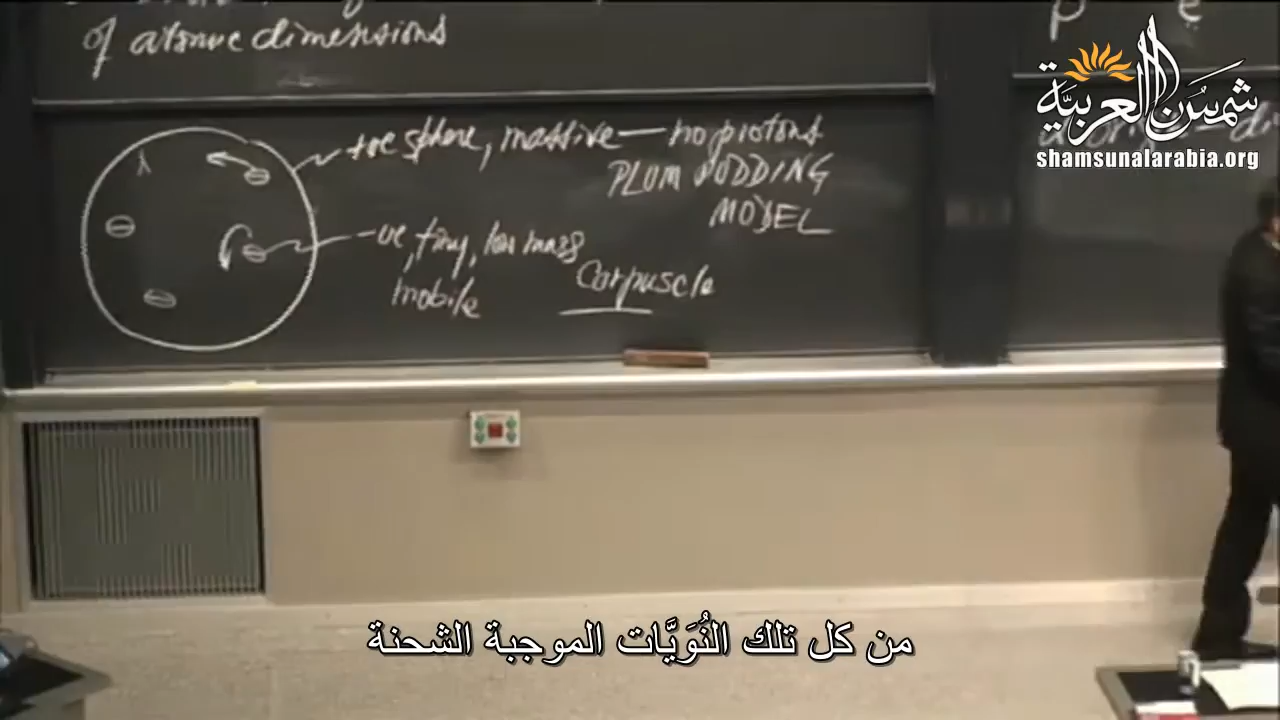 of atomic dimensions
p e
شمس العربية
shamsunalarabia.org
+ve sphere, massive — no protons
PLUM PUDDING
MODEL
-ve, tiny, low mass
mobile
Corpuscle
من كل تلك النُوَيَّات الموجبة الشحنة